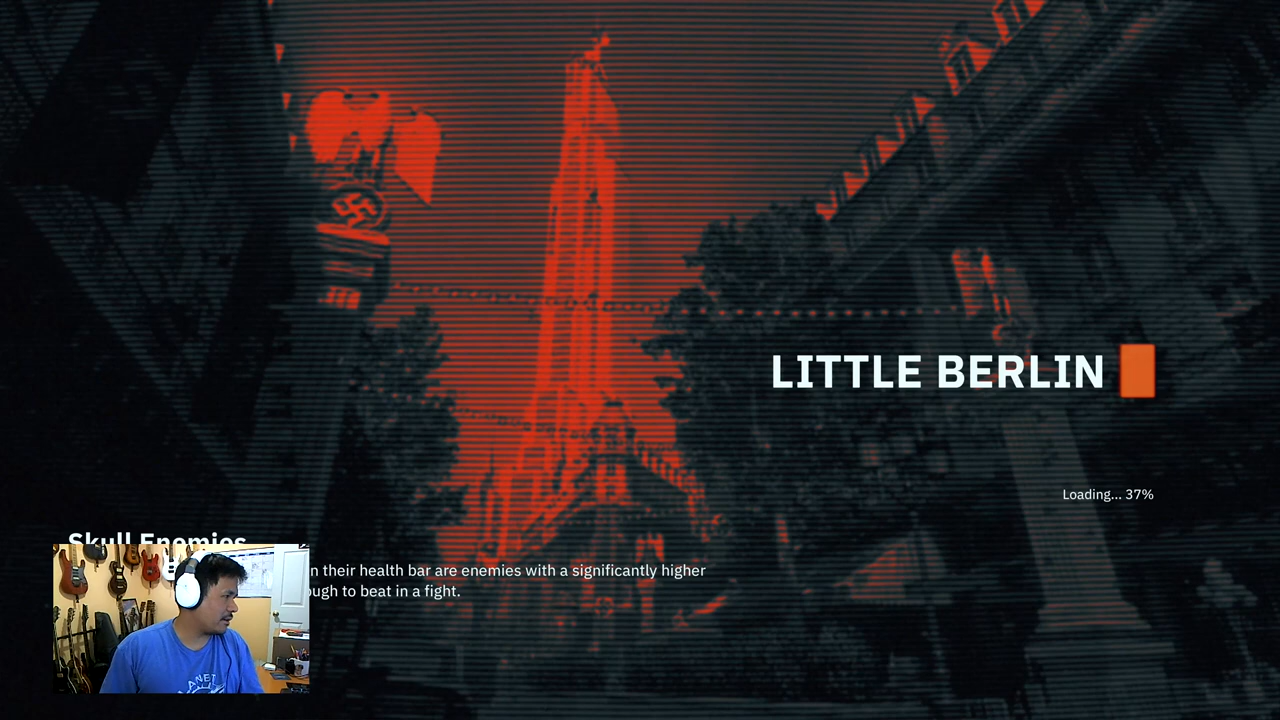 LITTLE BERLIN
Loading... 37%
Skull Enemies
n their health bar are enemies with a significantly higher
ough to beat in a fight.